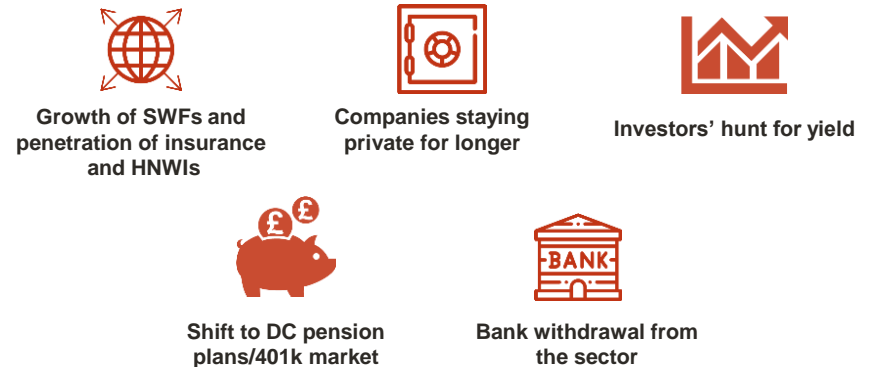 Growth of SWFs and
penetration of insurance
and HNWIs
Companies staying
private for longer
Investors’ hunt for yield
£ £
BANK
Shift to DC pension
plans/401k market
Bank withdrawal from
the sector